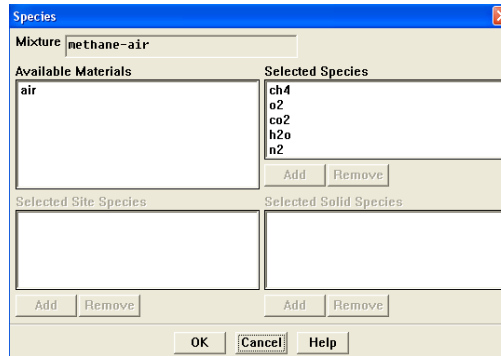 Species
Mixture methane-air
Available Materials
air
Selected Species
ch4
o2
co2
h2o
n2
Add Remove
Selected Site Species
Selected Solid Species
Add Remove
Add Remove
OK Cancel Help